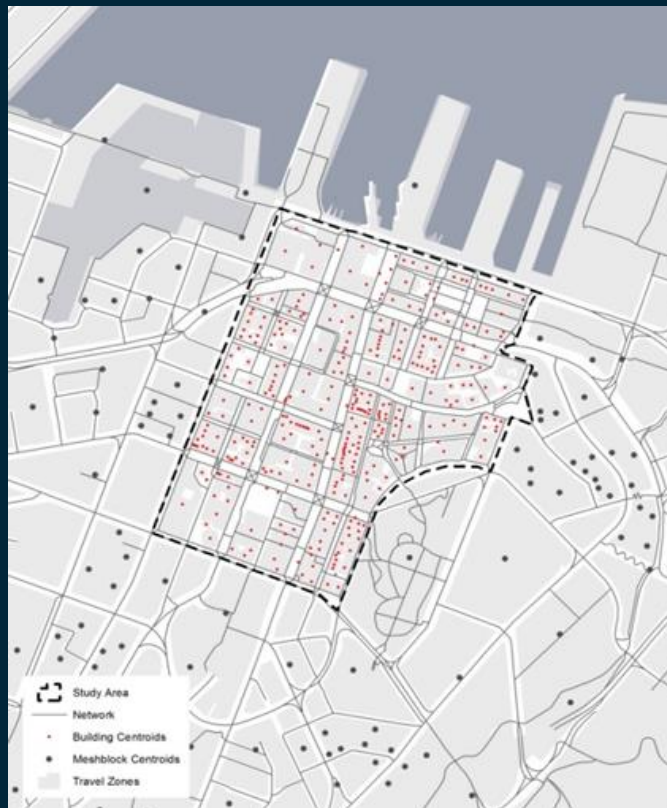 Study Area
Network
Building Centroids
Meshblock Centroids
Travel Zones